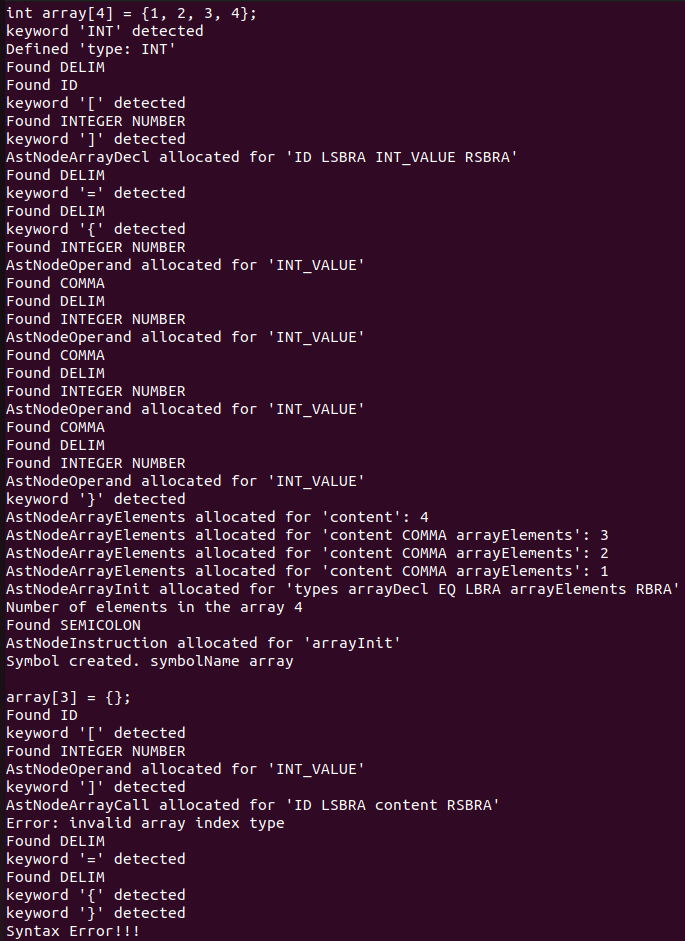 int array[4] = {1, 2, 3, 4};
keyword 'INT' detected
Defined 'type: INT'
Found DELIM
Found ID
keyword '[' detected
Found INTEGER NUMBER
keyword ']' detected
AstNodeArrayDecl allocated for 'ID LSBRA INT_VALUE RSBRA'
Found DELIM
keyword '=' detected
Found DELIM
keyword '{' detected
Found INTEGER NUMBER
AstNodeOperand allocated for 'INT_VALUE'
Found COMMA
Found DELIM
Found INTEGER NUMBER
AstNodeOperand allocated for 'INT_VALUE'
Found COMMA
Found DELIM
Found INTEGER NUMBER
AstNodeOperand allocated for 'INT_VALUE'
Found COMMA
Found DELIM
Found INTEGER NUMBER
AstNodeOperand allocated for 'INT_VALUE'
keyword '}' detected
AstNodeArrayElements allocated for 'content': 4
AstNodeArrayElements allocated for 'content COMMA arrayElements': 3
AstNodeArrayElements allocated for 'content COMMA arrayElements': 2
AstNodeArrayElements allocated for 'content COMMA arrayElements': 1
AstNodeArrayInit allocated for 'types arrayDecl EQ LBRA arrayElements RBRA'
Number of elements in the array 4
Found SEMICOLON
AstNodeInstruction allocated for 'arrayInit'
Symbol created. symbolName array

array[3] = {};
Found ID
keyword '[' detected
Found INTEGER NUMBER
AstNodeOperand allocated for 'INT_VALUE'
keyword ']' detected
AstNodeArrayCall allocated for 'ID LSBRA content RSBRA'
Error: invalid array index type
Found DELIM
keyword '=' detected
Found DELIM
keyword '{' detected
keyword '}' detected
Syntax Error!!!